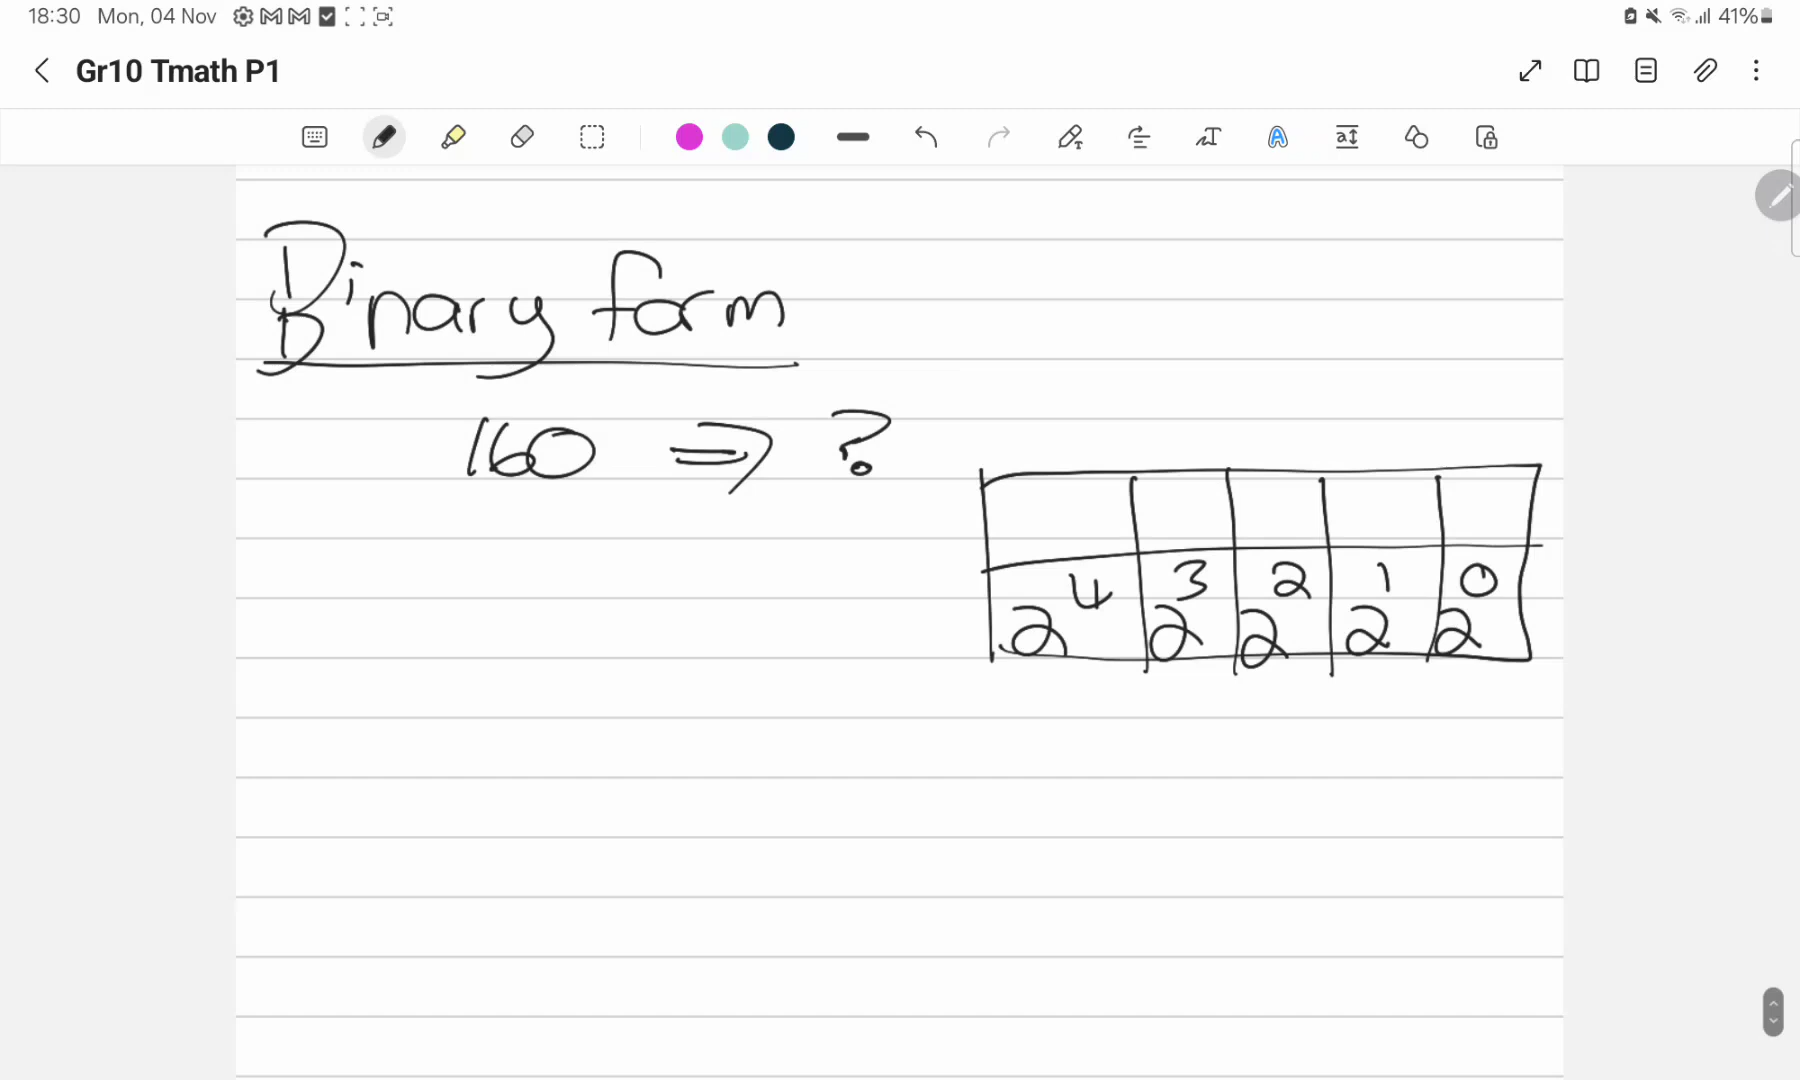 18:30 Mon, 04 Nov 41%
Gr10 Tmath P1
Binary form
160 ⇒ ?
2⁴ 2³ 2² 2¹ 2⁰